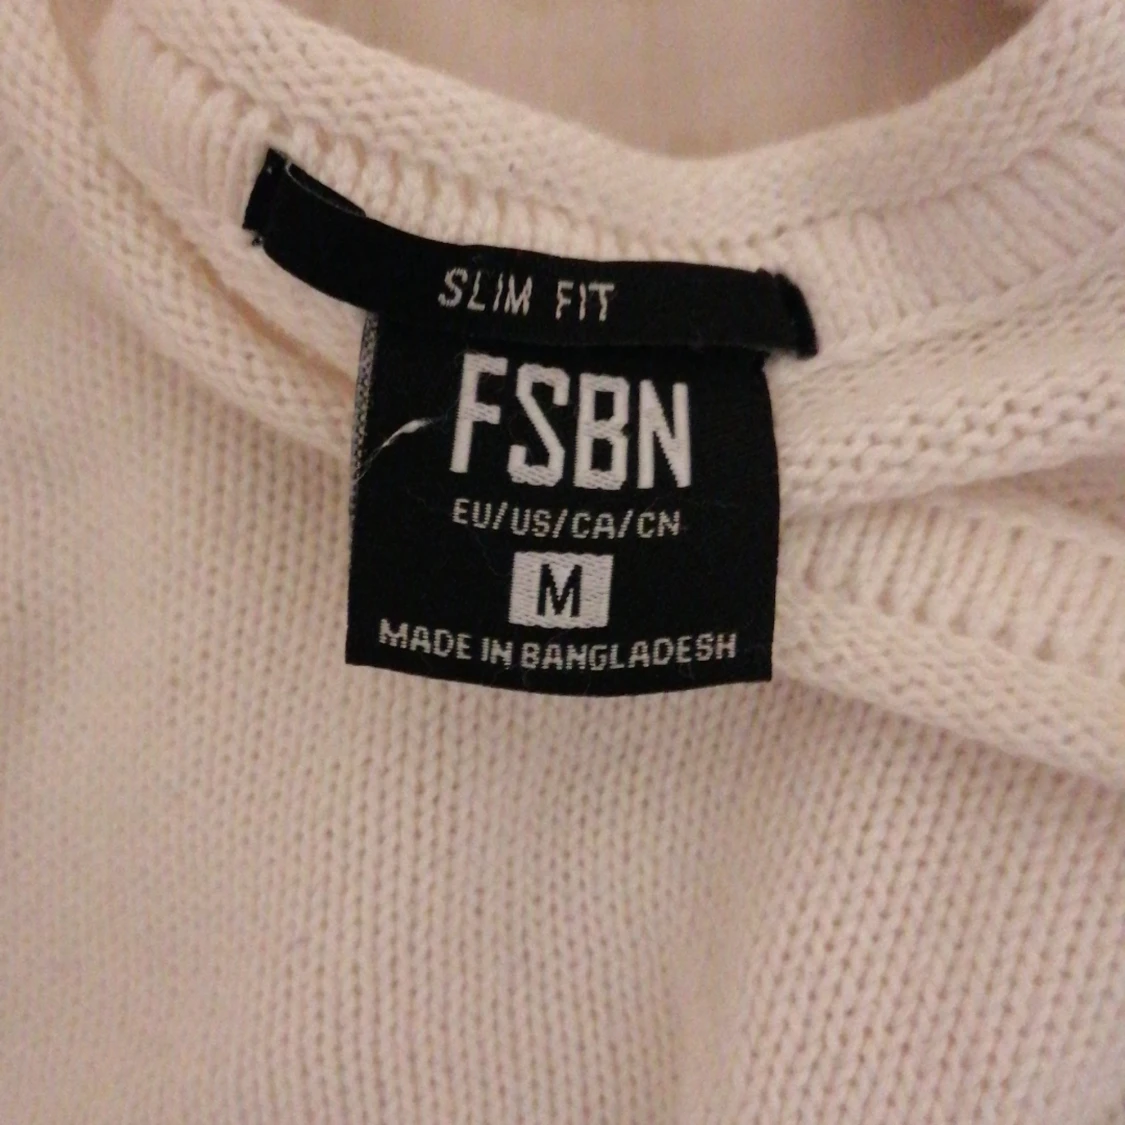 SLIM FIT
FSBN
EU/US/CA/CN
M
MADE IN BANGLADESH